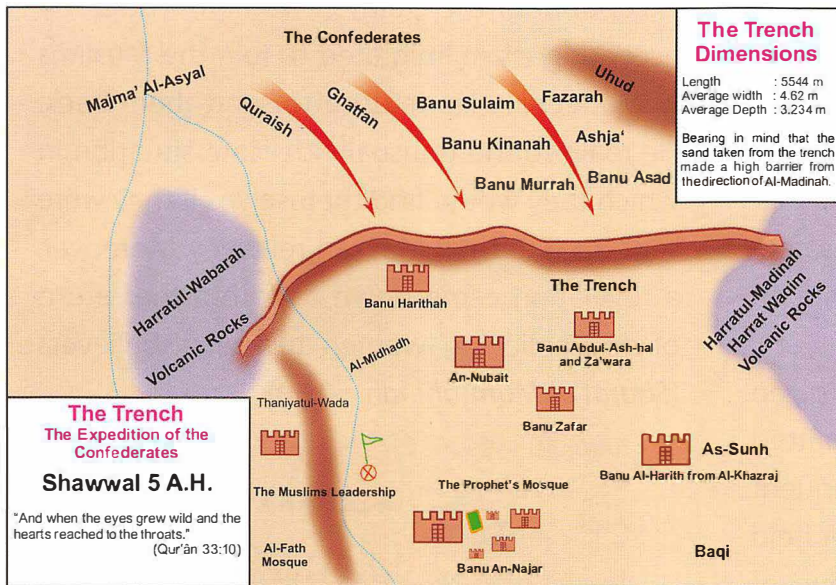 The Confederates
Majma' Al-Asyal
Quraish
Ghatfan
Banu Sulaim
Fazarah
Uhud
Banu Kinanah
Ashja'
Banu Murrah
Banu Asad
The Trench
Dimensions
Length : 5544 m
Average width : 4.62 m
Average Depth : 3.234 m
Bearing in mind that the
sand taken from the trench
made a high barrier from
the direction of Al-Madinah.
Harratul-Wabarah
Volcanic Rocks
Banu Harithah
The Trench
Harratul-Madinah
Harrat Waqim
Volcanic Rocks
Al-Midhadh
An-Nubait
Banu Abdul-Ash-hal
and Za'wara
Thaniyatul-Wada
Banu Zafar
As-Sunh
Banu Al-Harith from Al-Khazraj
The Muslims Leadership
The Prophet's Mosque
Al-Fath
Mosque
Banu An-Najar
Baqi
The Trench
The Expedition of the
Confederates
Shawwal 5 A.H.
"And when the eyes grew wild and the
hearts reached to the throats."
(Qur'ân 33:10)